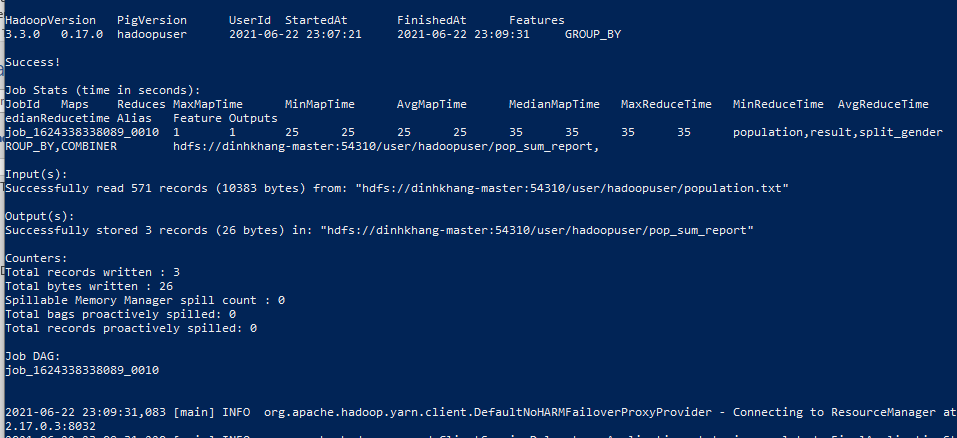 HadoopVersion PigVersion UserId StartedAt FinishedAt Features
3.3.0 0.17.0 hadoopuser 2021-06-22 23:07:21 2021-06-22 23:09:31 GROUP_BY
Success!
Job Stats (time in seconds):
JobId Maps Reduces MaxMapTime MinMapTime AvgMapTime MedianMapTime MaxReduceTime MinReduceTime AvgReduceTime
edianReducetime Alias Feature Outputs
job_1624338338089_0010 1 1 25 25 25 25 35 35 35 35 population,result,split_gender
ROUP_BY,COMBINER hdfs://dinhkhang-master:54310/user/hadoopuser/pop_sum_report,
Input(s):
Successfully read 571 records (10383 bytes) from: "hdfs://dinhkhang-master:54310/user/hadoopuser/population.txt"
Output(s):
Successfully stored 3 records (26 bytes) in: "hdfs://dinhkhang-master:54310/user/hadoopuser/pop_sum_report"
Counters:
Total records written : 3
Total bytes written : 26
Spillable Memory Manager spill count : 0
Total bags proactively spilled: 0
Total records proactively spilled: 0
Job DAG:
job_1624338338089_0010
2021-06-22 23:09:31,083 [main] INFO org.apache.hadoop.yarn.client.DefaultNoHARMFailoverProxyProvider - Connecting to ResourceManager at
2.17.0.3:8032